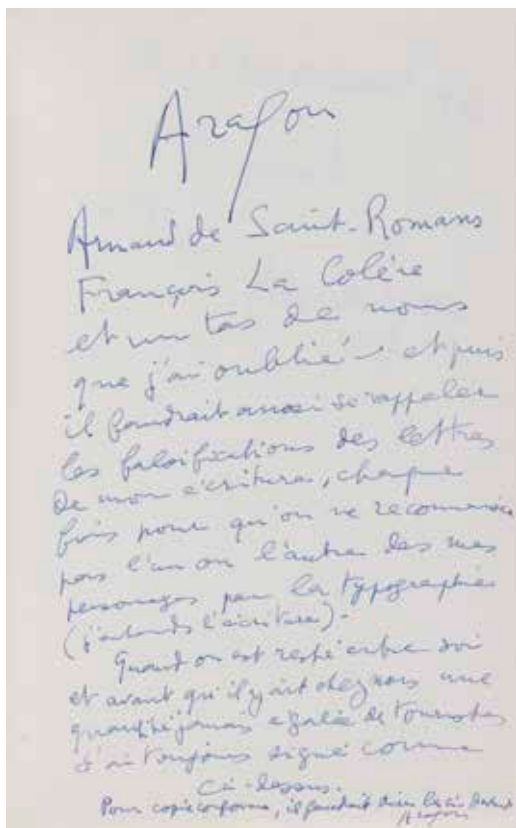 Aragon
Arnaud de Saint-Romans
François La Colère
et un tas de noms
que j'ai oubliés et puis
il faudrait aussi se rappeler
les falsifications des lettres
de mon écriture, chaque
fois pour qu'on ne reconnaisse
pas l'un ou l'autre des mes
personnages par la typographie
(j'entends l'écriture).
Quand on est resté entre soi
et avant qu'il y ait chez nous une
quantité jamais égalée de touristes
j'ai toujours signé comme
ci-dessus.
Pour copie conforme, il faudrait dire
Aragon